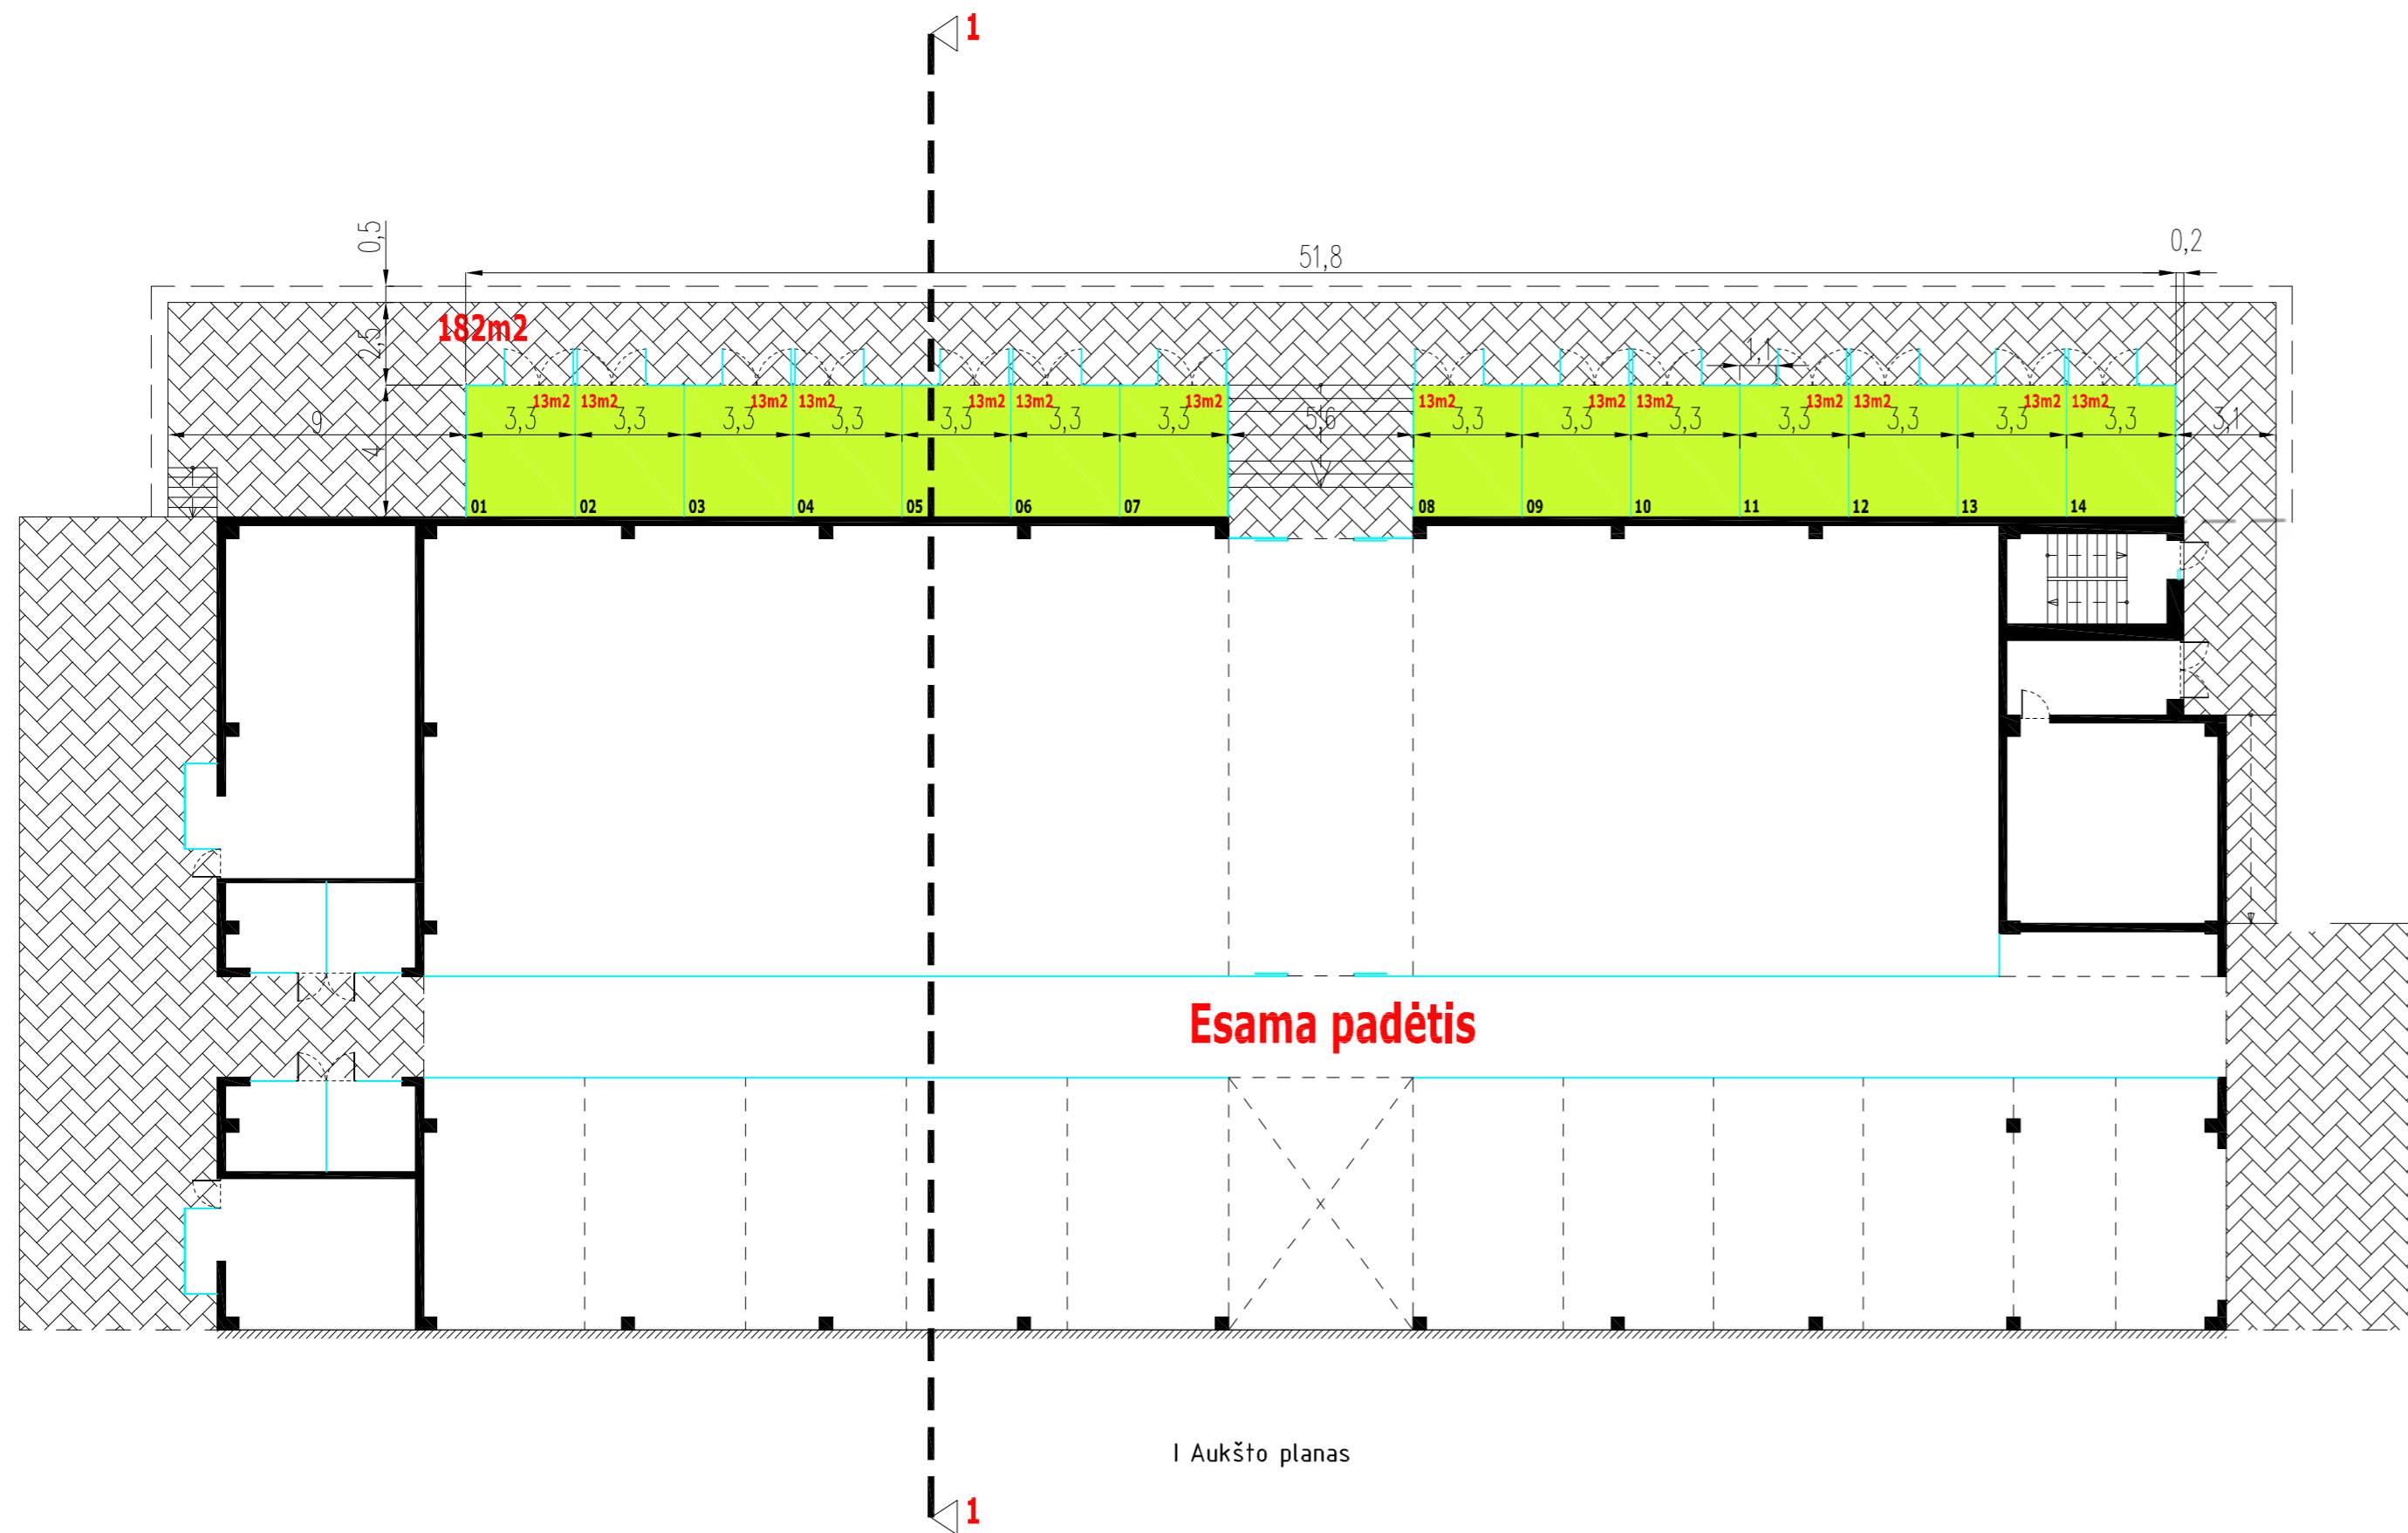 1
0,5
51,8
0,2
182m2
2,5
1,1
13m2 13m2 13m2 13m2 13m2 13m2 13m2 13m2 13m2 13m2 13m2 13m2 13m2 13m2
9 3,3 3,3 3,3 3,3 3,3 3,3 3,3 5,6 3,3 3,3 3,3 3,3 3,3 3,3 3,3 3,1
4
01 02 03 04 05 06 07 08 09 10 11 12 13 14
Esama padėtis
I Aukšto planas
1